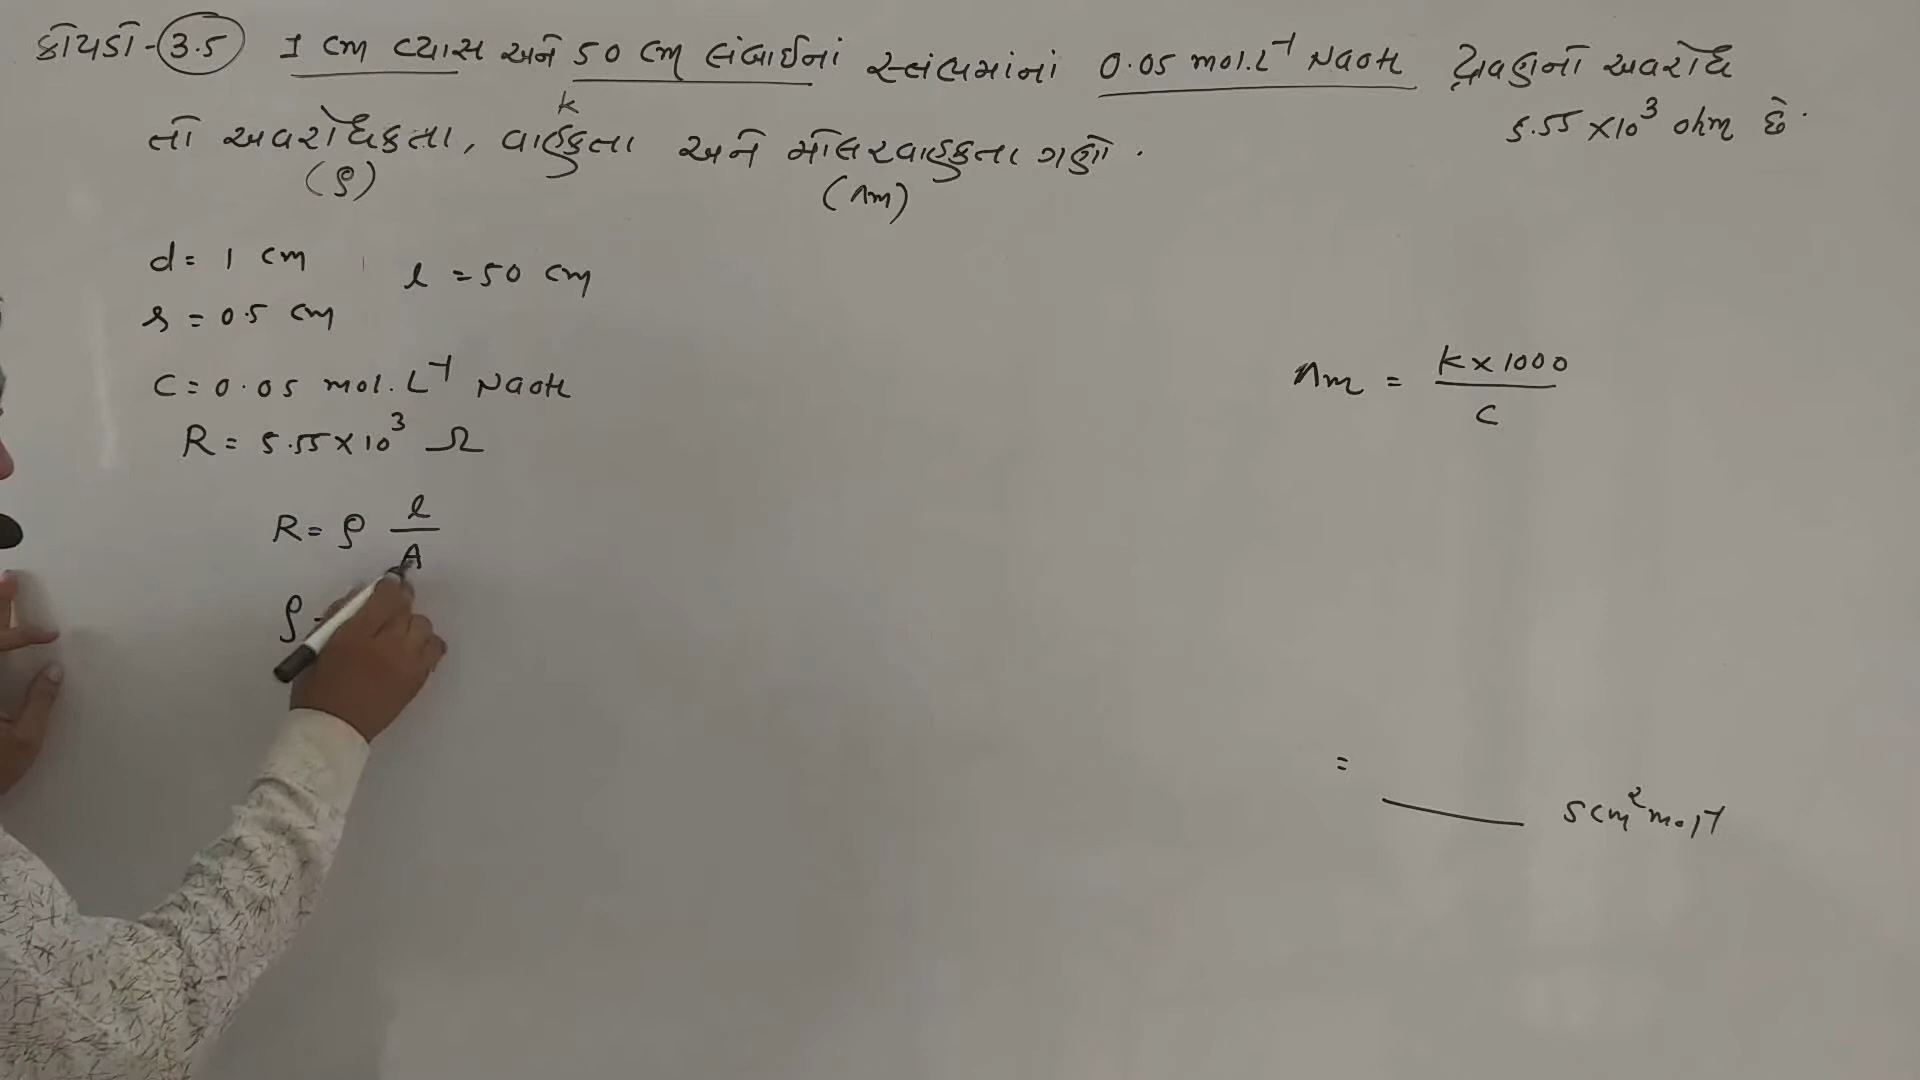 કોયડો-3.5 1 cm વ્યાસ અને 50 cm લંબાઈનાં સ્તંભમાંનાં 0.05 mol.L⁻¹ NaOH દ્રાવણનો અવરોધ
5.55×10³ ohm છે.
k
તો અવરોધકતા, વાહકતા અને મોલરવાહકતા ગણો.
(ρ) (Λm)
d = 1 cm l = 50 cm
r = 0.5 cm
C = 0.05 mol.L⁻¹ NaOH
R = 5.55×10³ Ω
Λm = K×1000
C
R = ρ l
A
ρ =
= ____ S cm² mol⁻¹